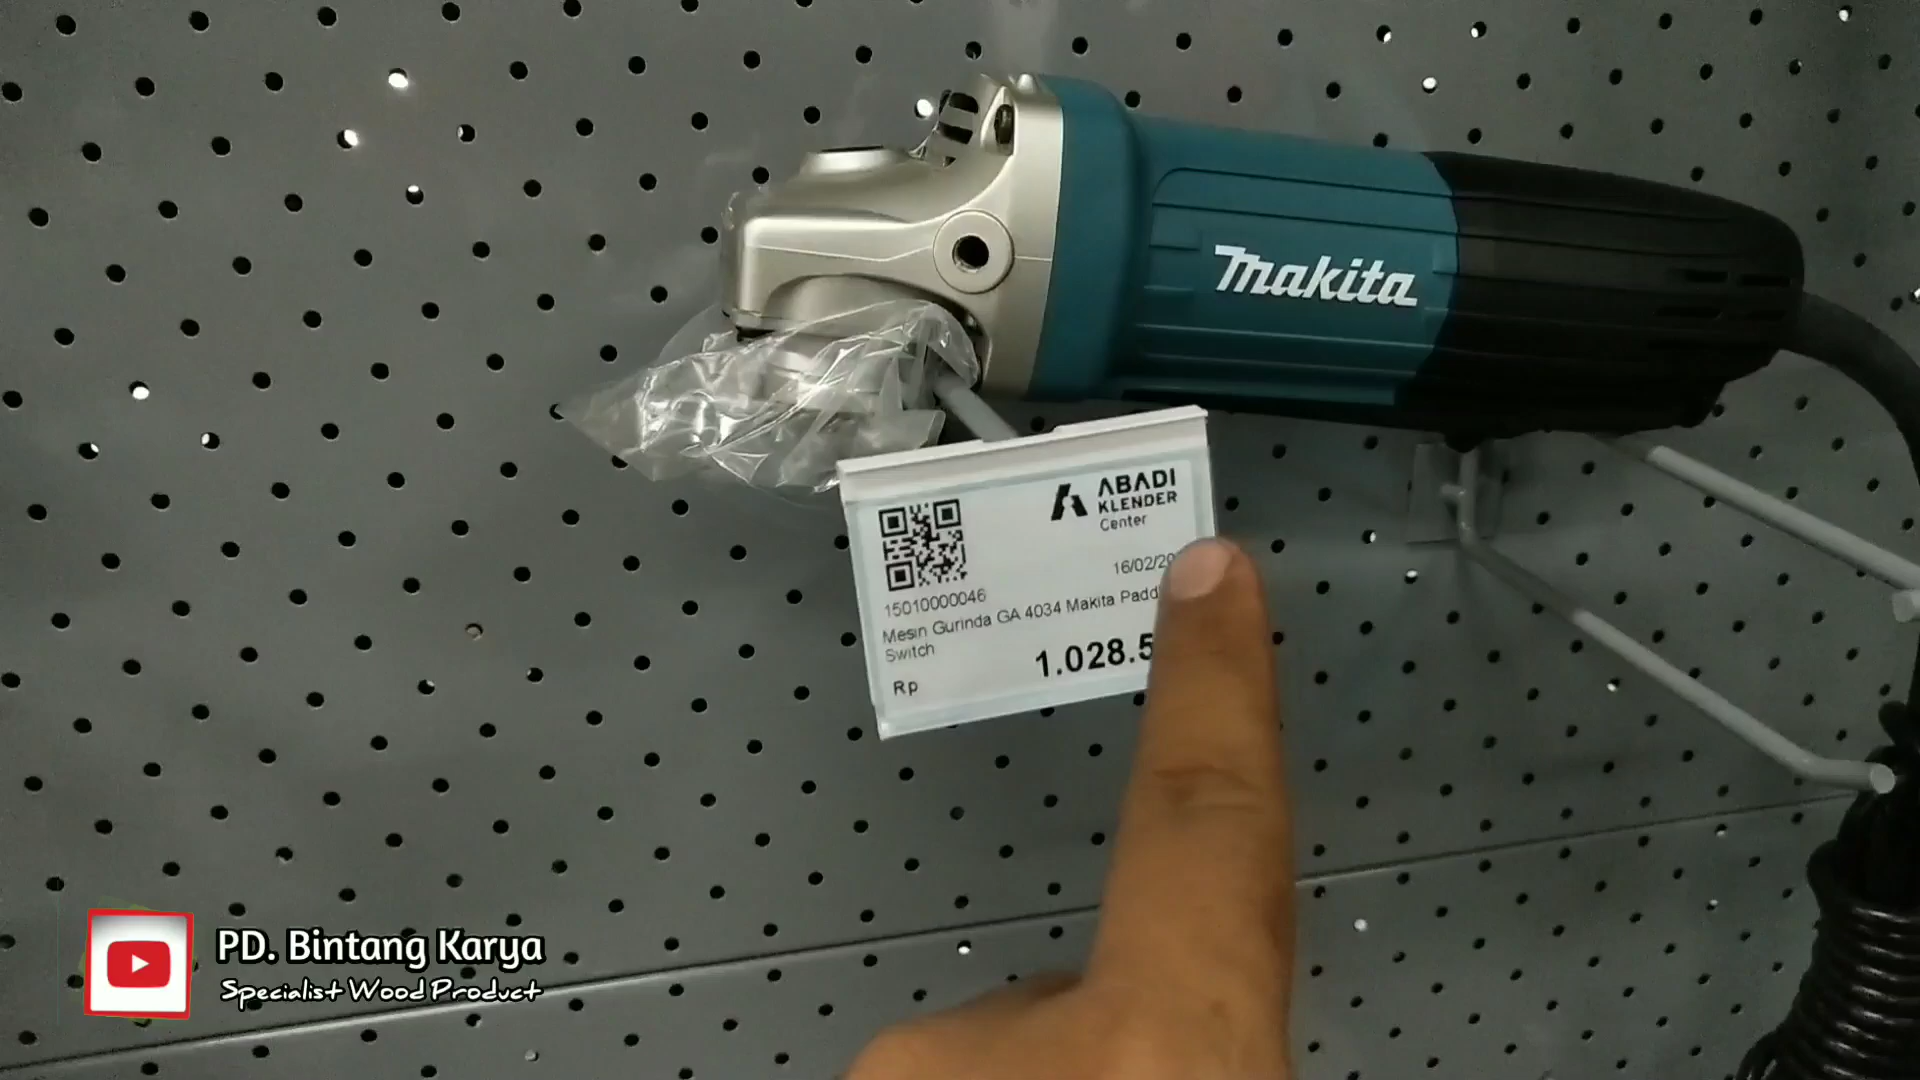 makita
ABADI
KLENDER
Center
16/02/20
15010000046
Mesin Gurinda GA 4034 Makita Padd
Switch
Rp 1.028.5
PD. Bintang Karya
Specialist Wood Product